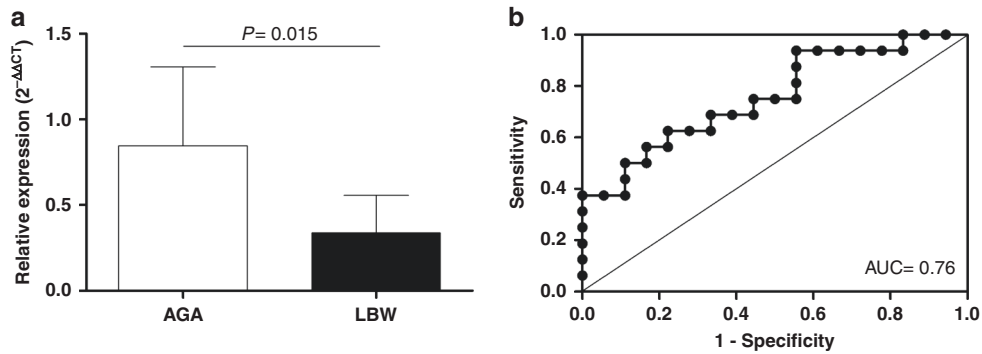 a
Relative expression (2⁻ΔΔCT)
1.5
1.0
0.5
0.0
P= 0.015
AGA
LBW
b
Sensitivity
1.0
0.8
0.6
0.4
0.2
0.0
AUC= 0.76
0.0 0.2 0.4 0.6 0.8 1.0
1 - Specificity